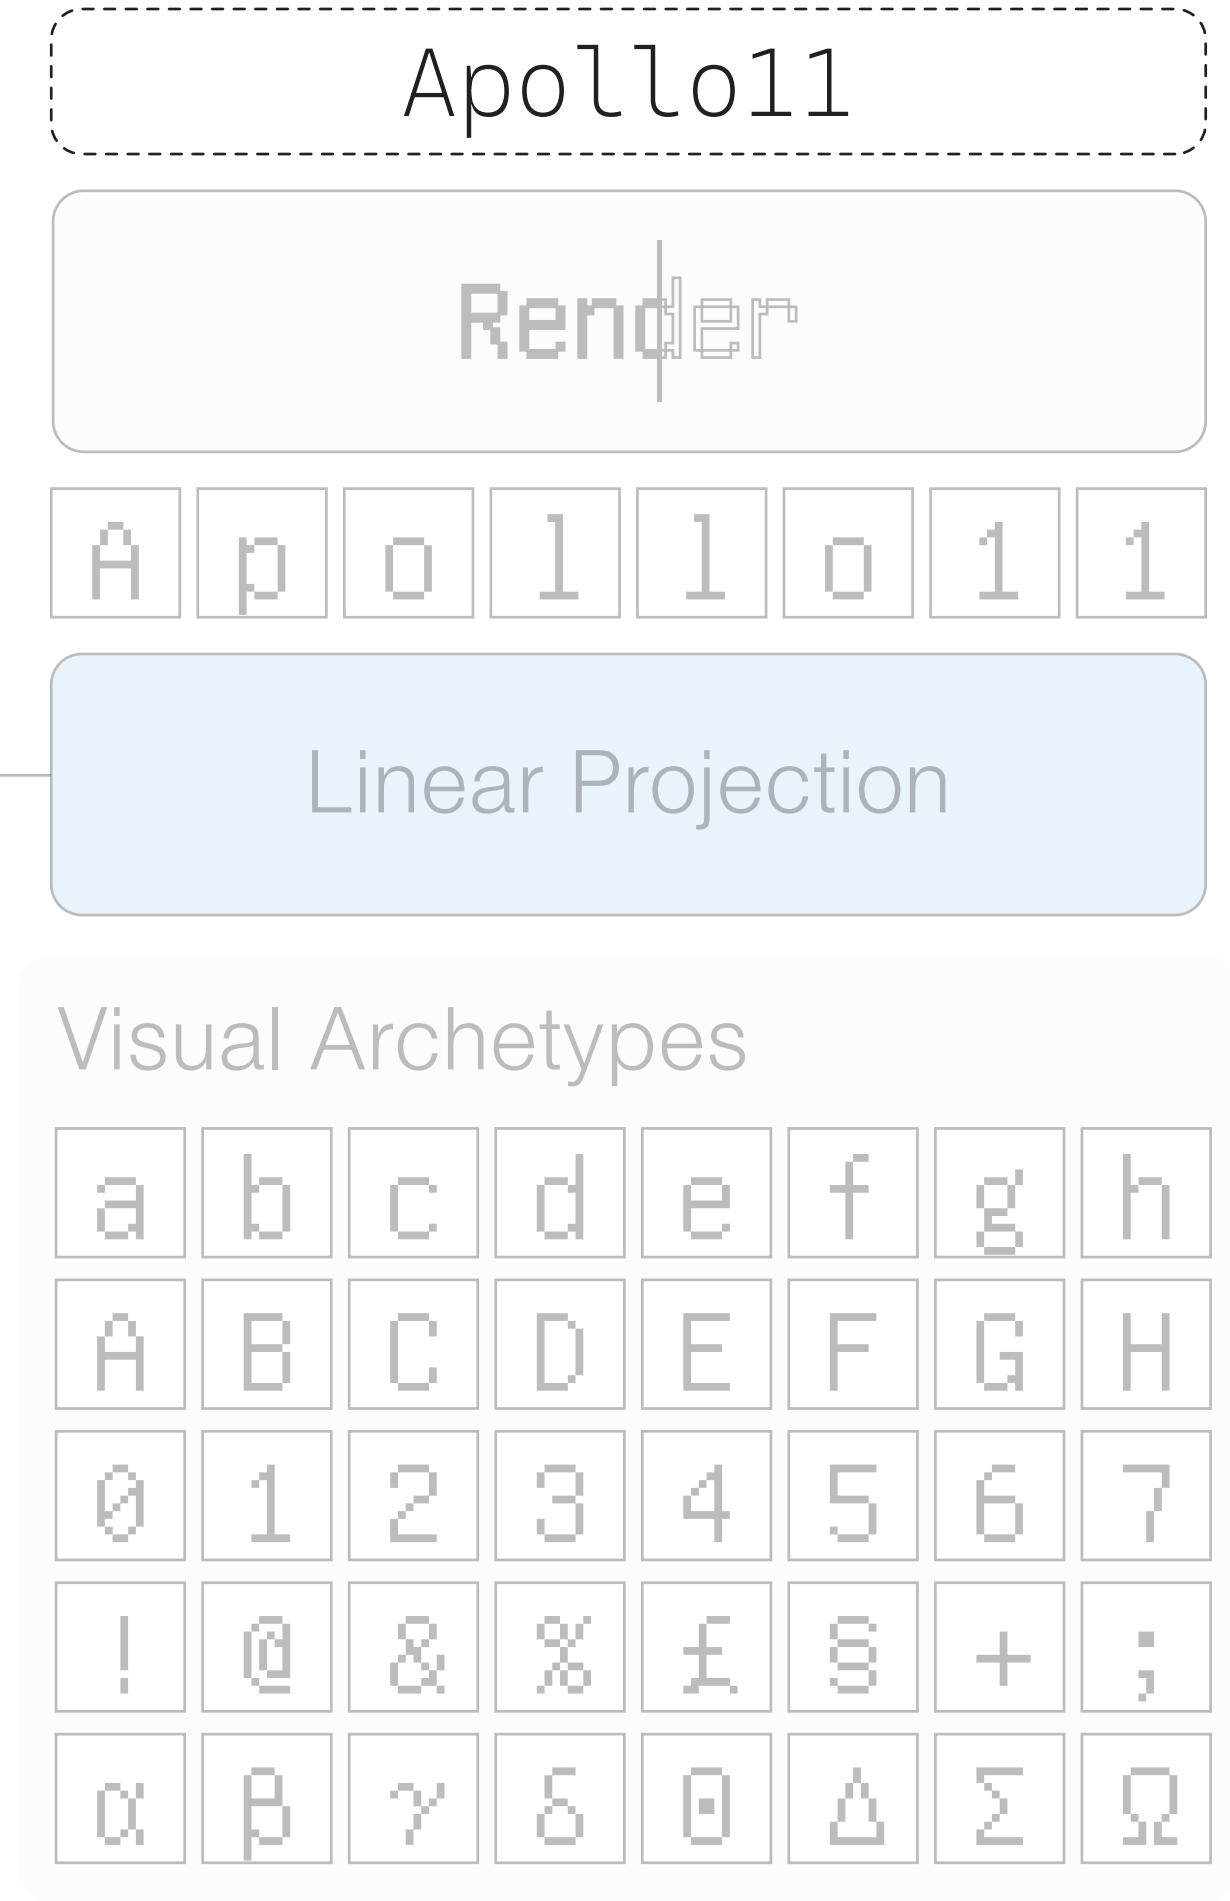 Apollo11
Render
A p o l l o 1 1
Linear Projection
Visual Archetypes
a b c d e f g h
A B C D E F G H
0 1 2 3 4 5 6 7
! @ & % £ § + ;
α β γ δ θ Δ Σ Ω